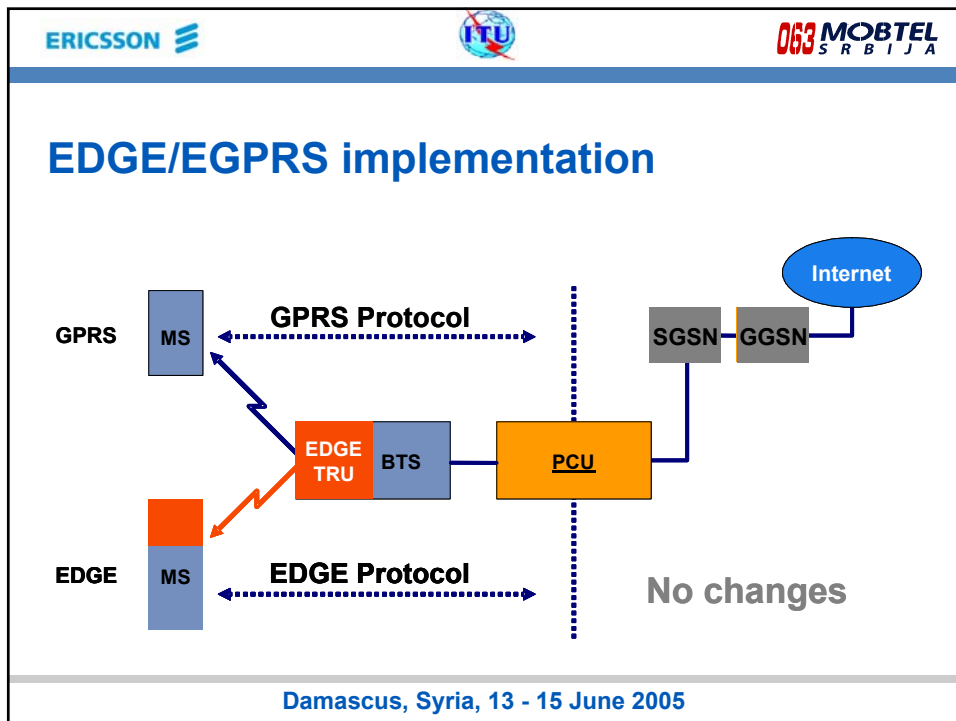 ERICSSON
ITU
063 MOBTEL
SRBIJA
EDGE/EGPRS implementation
Internet
GPRS
MS
GPRS Protocol
SGSN
GGSN
EDGE
TRU
BTS
PCU
EDGE
MS
EDGE Protocol
No changes
Damascus, Syria, 13 - 15 June 2005